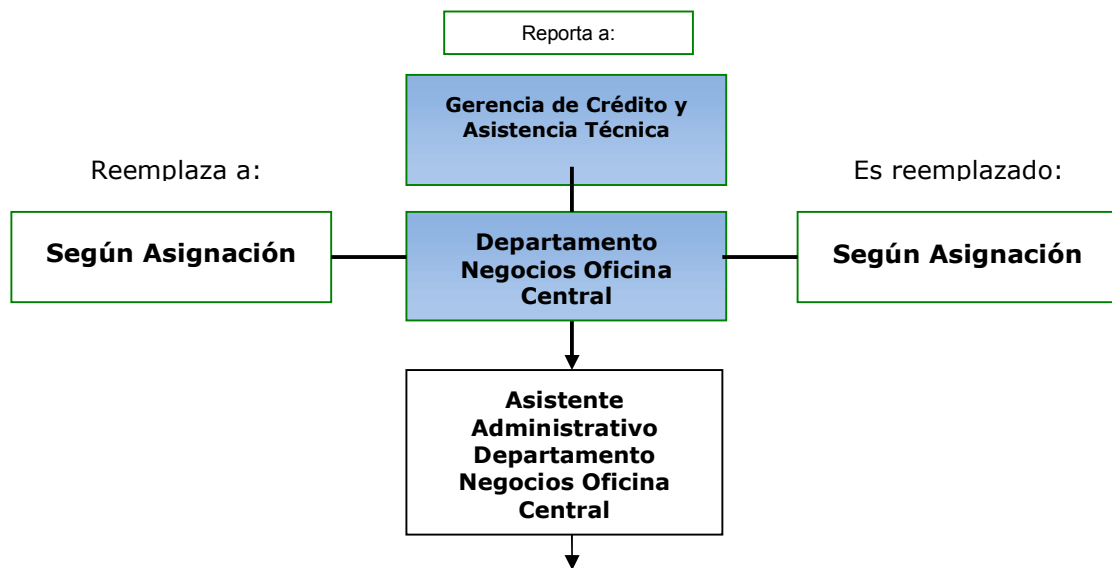 Reporta a:
Gerencia de Crédito y
Asistencia Técnica
Reemplaza a:
Es reemplazado:
Según Asignación
Departamento
Negocios Oficina
Central
Según Asignación
Asistente
Administrativo
Departamento
Negocios Oficina
Central